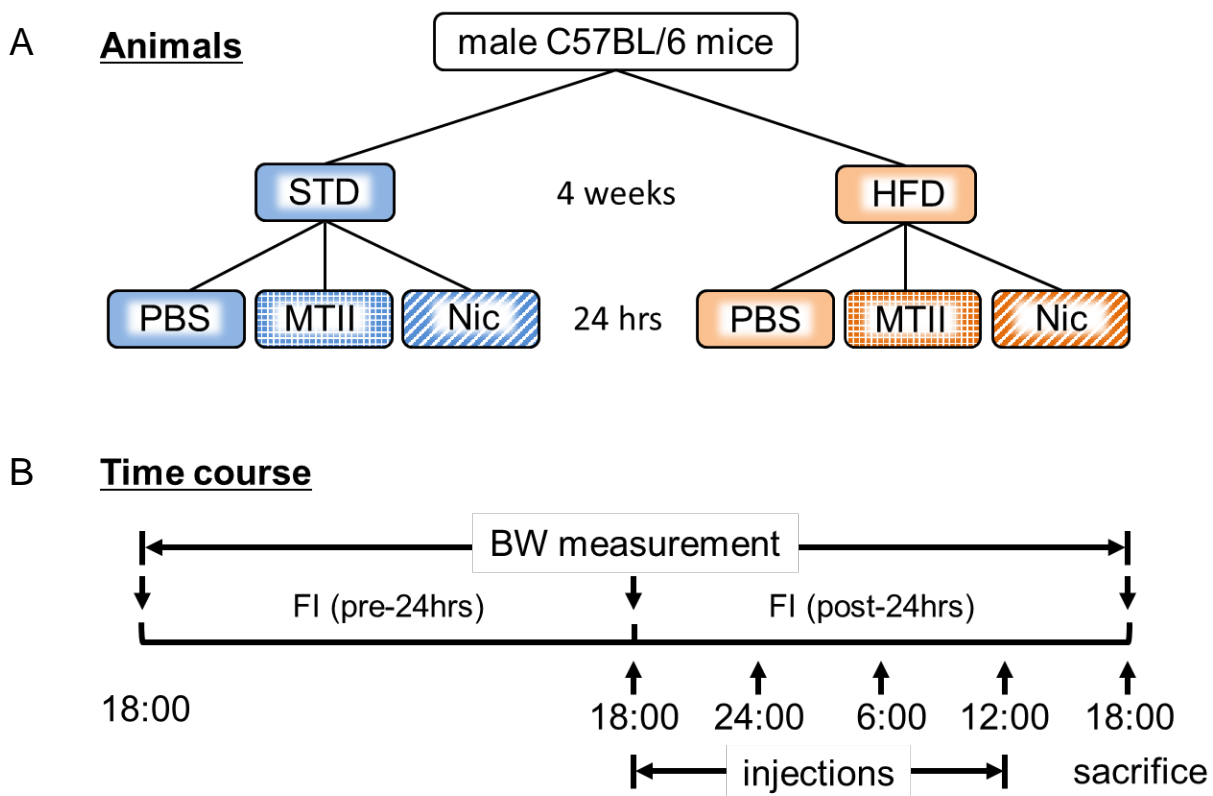 A Animals
male C57BL/6 mice
STD 4 weeks HFD
PBS MTII Nic 24 hrs PBS MTII Nic
B Time course
BW measurement
FI (pre-24hrs) FI (post-24hrs)
18:00 18:00 24:00 6:00 12:00 18:00
injections sacrifice